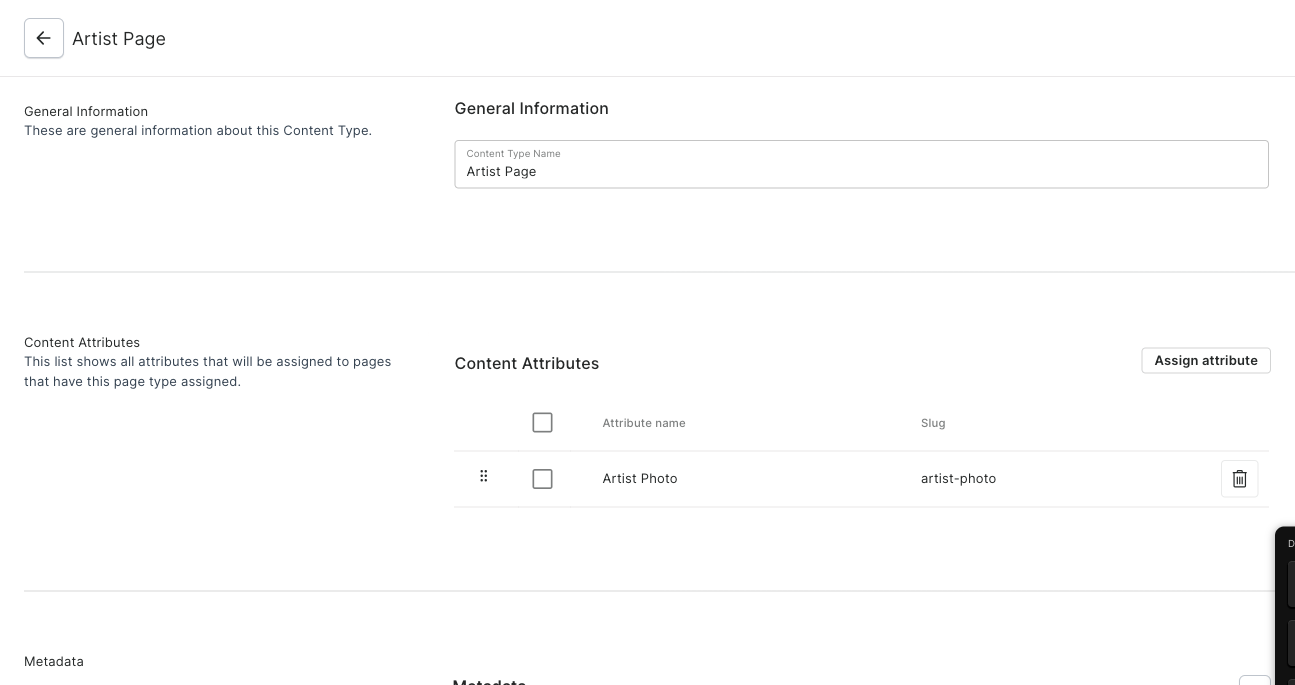 Artist Page
General Information
These are general information about this Content Type.
General Information
Content Type Name
Artist Page
Content Attributes
This list shows all attributes that will be assigned to pages
that have this page type assigned.
Content Attributes
Assign attribute
Attribute name
Slug
Artist Photo
artist-photo
Metadata
Metadata
D